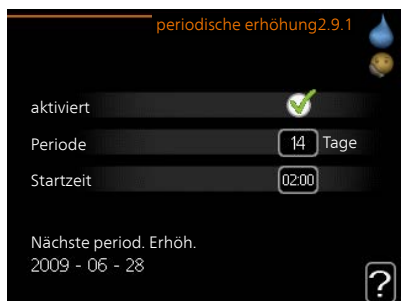 periodische erhöhung2.9.1
aktiviert
Periode 14 Tage
Startzeit 02:00
Nächste period. Erhöh.
2009 - 06 - 28
?